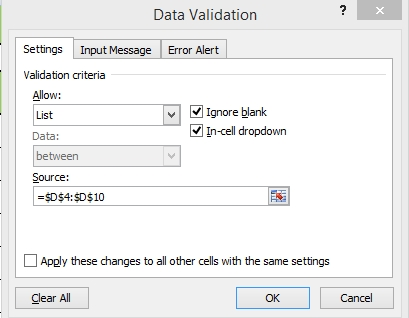 Data Validation
?
×
Settings
Input Message
Error Alert
Validation criteria
Allow:
List
Ignore blank
In-cell dropdown
Data:
between
Source:
=$D$4:$D$10
Apply these changes to all other cells with the same settings
Clear All
OK
Cancel